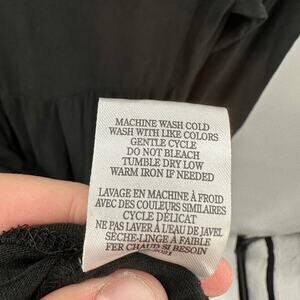 MACHINE WASH COLD
WASH WITH LIKE COLORS
GENTLE CYCLE
DO NOT BLEACH
TUMBLE DRY LOW
WARM IRON IF NEEDED
LAVAGE EN MACHINE À FROID
AVEC DES COULEURS SIMILAIRES
CYCLE DÉLICAT
NE PAS LAVER À L'EAU DE JAVEL
SÈCHE-LINGE À FAIBLE
FER CHAUD SI BESOIN